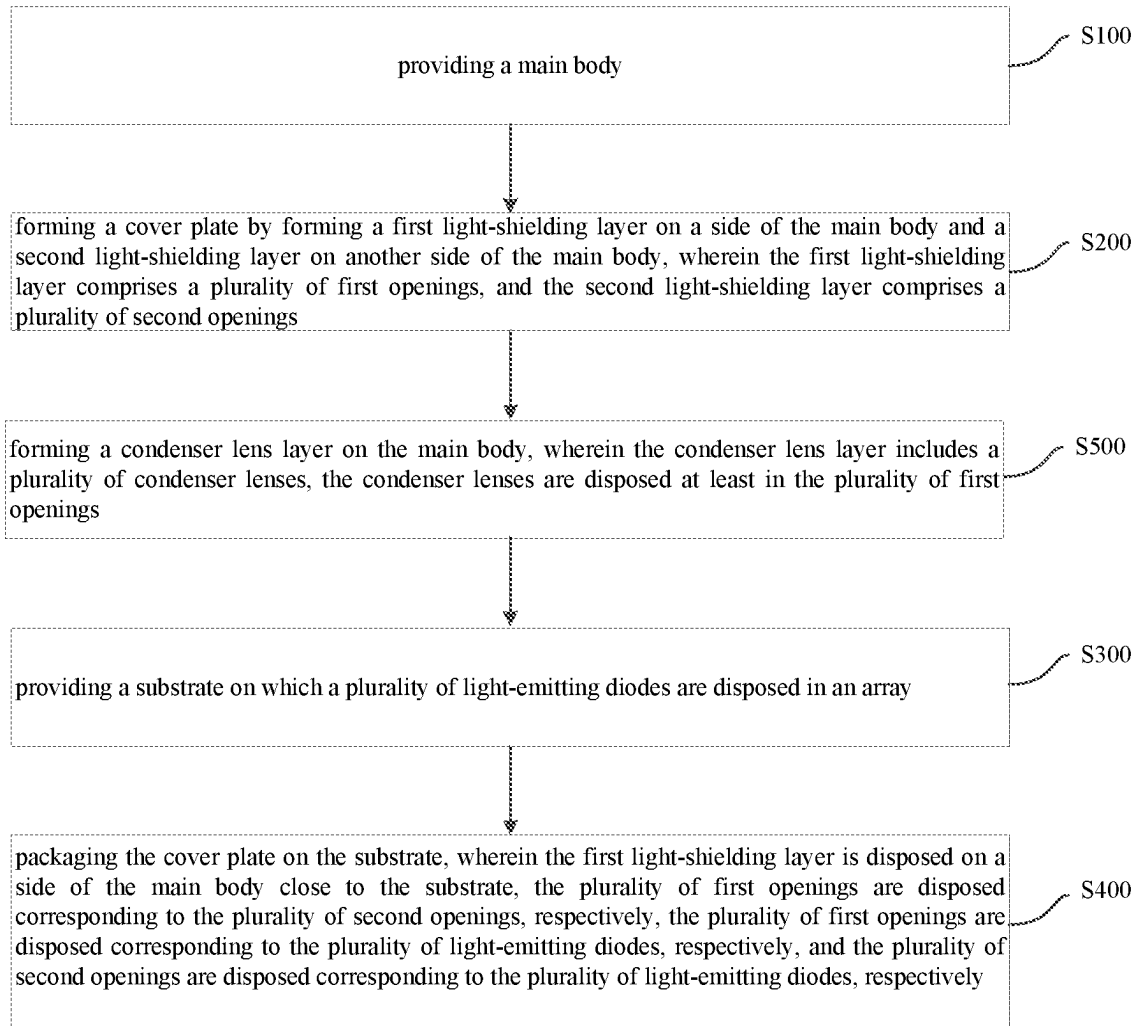 providing a main body
S100
forming a cover plate by forming a first light-shielding layer on a side of the main body and a
second light-shielding layer on another side of the main body, wherein the first light-shielding
layer comprises a plurality of first openings, and the second light-shielding layer comprises a
plurality of second openings
S200
forming a condenser lens layer on the main body, wherein the condenser lens layer includes a
plurality of condenser lenses, the condenser lenses are disposed at least in the plurality of first
openings
S500
providing a substrate on which a plurality of light-emitting diodes are disposed in an array
S300
packaging the cover plate on the substrate, wherein the first light-shielding layer is disposed on a
side of the main body close to the substrate, the plurality of first openings are disposed
corresponding to the plurality of second openings, respectively, the plurality of first openings are
disposed corresponding to the plurality of light-emitting diodes, respectively, and the plurality of
second openings are disposed corresponding to the plurality of light-emitting diodes, respectively
S400